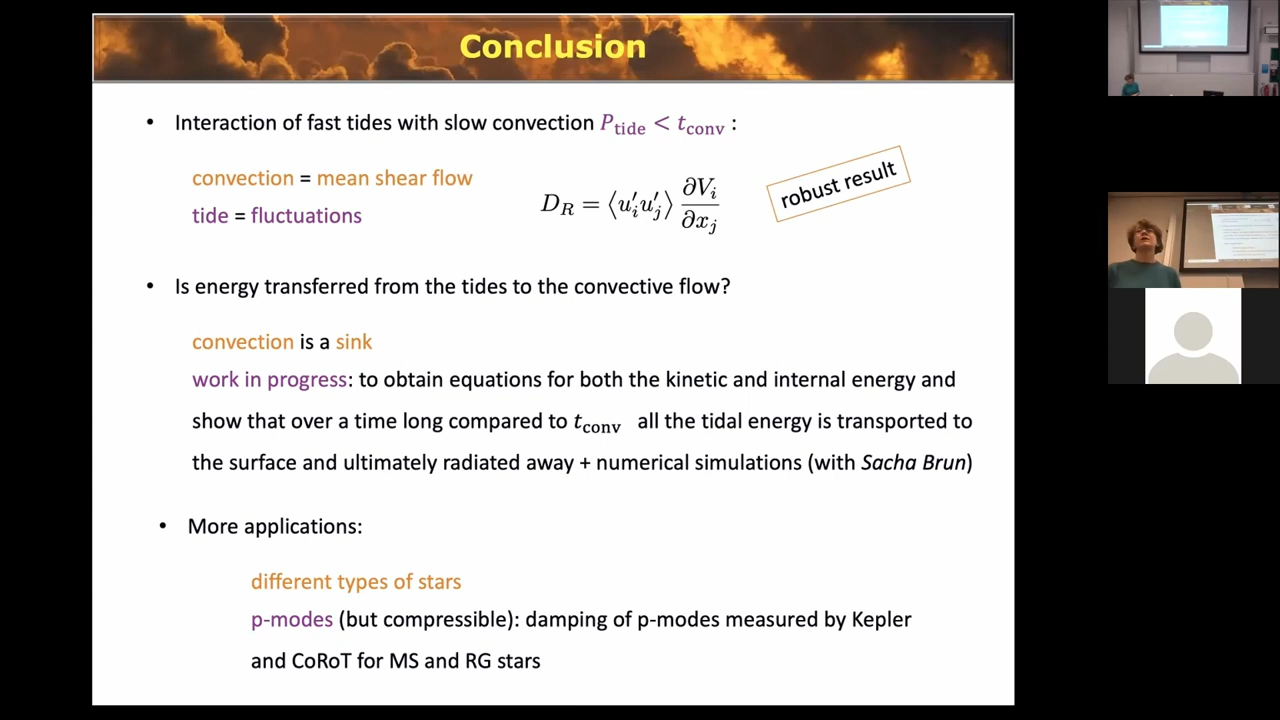 Conclusion
• Interaction of fast tides with slow convection P_tide < t_conv :
convection = mean shear flow
tide = fluctuations
D_R = ⟨u′_i u′_j⟩ ∂V_i/∂x_j
robust result
• Is energy transferred from the tides to the convective flow?
convection is a sink
work in progress: to obtain equations for both the kinetic and internal energy and
show that over a time long compared to t_conv all the tidal energy is transported to
the surface and ultimately radiated away + numerical simulations (with Sacha Brun)
• More applications:
different types of stars
p-modes (but compressible): damping of p-modes measured by Kepler
and CoRoT for MS and RG stars